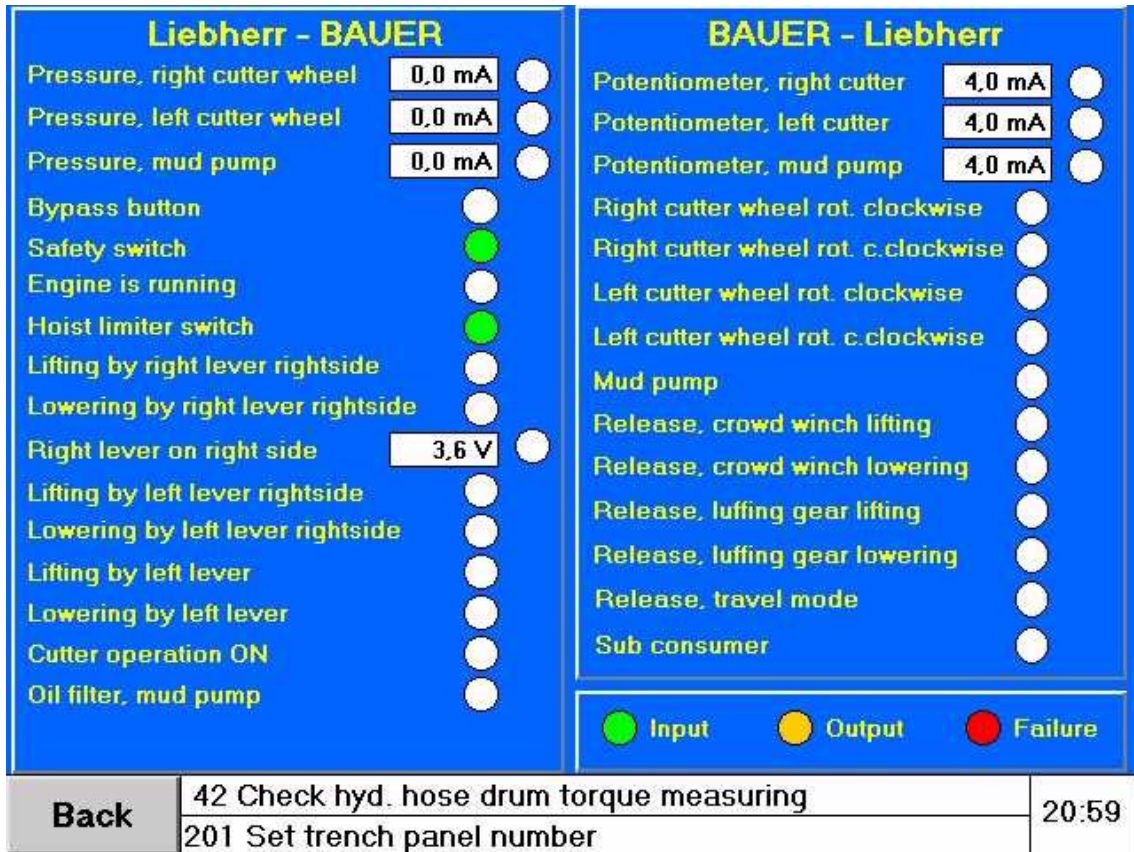 Liebherr - BAUER
Pressure, right cutter wheel 0,0 mA
Pressure, left cutter wheel 0,0 mA
Pressure, mud pump 0,0 mA
Bypass button
Safety switch
Engine is running
Hoist limiter switch
Lifting by right lever rightside
Lowering by right lever rightside
Right lever on right side 3,6 V
Lifting by left lever rightside
Lowering by left lever rightside
Lifting by left lever
Lowering by left lever
Cutter operation ON
Oil filter, mud pump
BAUER - Liebherr
Potentiometer, right cutter 4,0 mA
Potentiometer, left cutter 4,0 mA
Potentiometer, mud pump 4,0 mA
Right cutter wheel rot. clockwise
Right cutter wheel rot. c.clockwise
Left cutter wheel rot. clockwise
Left cutter wheel rot. c.clockwise
Mud pump
Release, crowd winch lifting
Release, crowd winch lowering
Release, luffing gear lifting
Release, luffing gear lowering
Release, travel mode
Sub consumer
Input Output Failure
Back
42 Check hyd. hose drum torque measuring
201 Set trench panel number
20:59